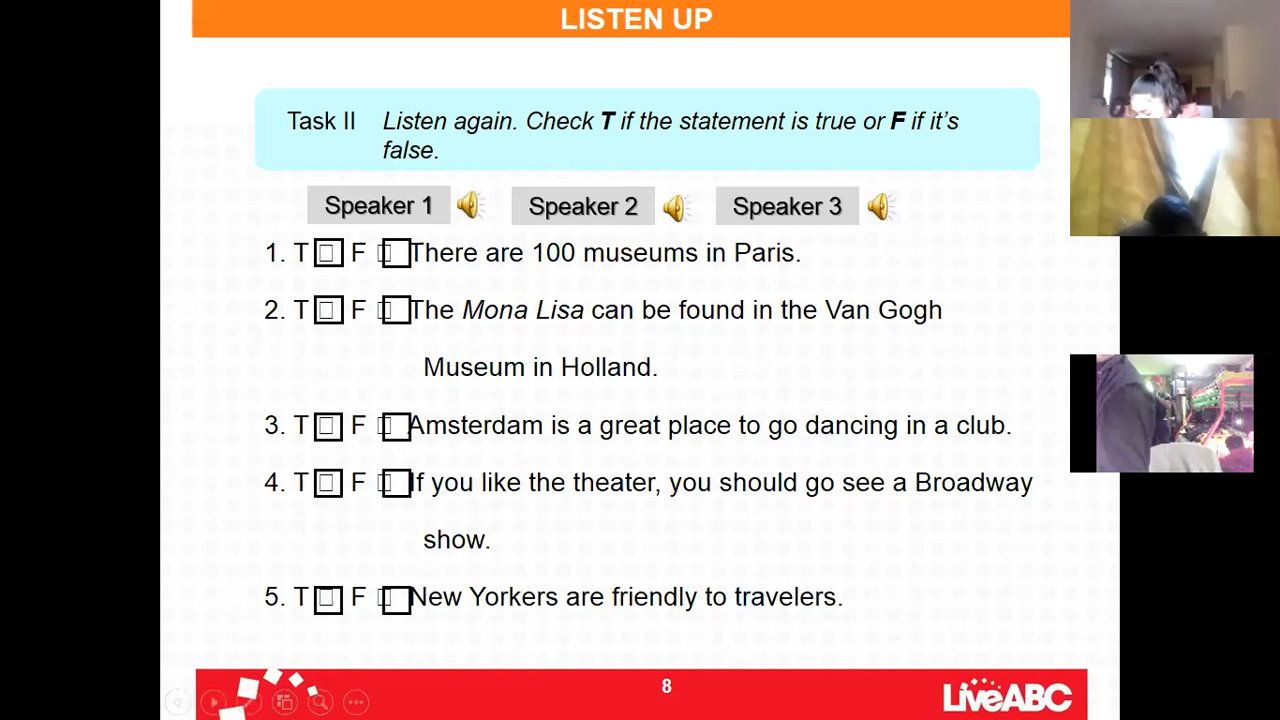 LISTEN UP
Task II Listen again. Check T if the statement is true or F if it's
false.
Speaker 1 Speaker 2 Speaker 3
1. T □ F □ There are 100 museums in Paris.
2. T □ F □ The Mona Lisa can be found in the Van Gogh
Museum in Holland.
3. T □ F □ Amsterdam is a great place to go dancing in a club.
4. T □ F □ If you like the theater, you should go see a Broadway
show.
5. T □ F □ New Yorkers are friendly to travelers.
8
LiveABC